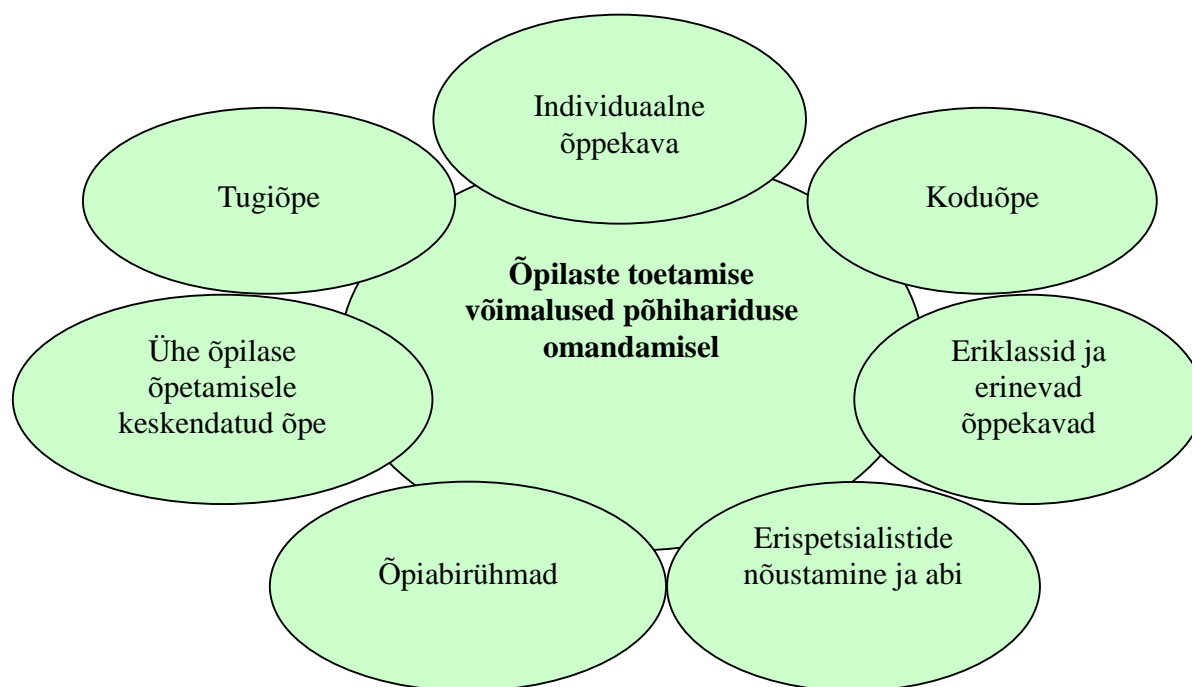 Individuaalne
õppekava
Tugiõpe
Koduõpe
Õpilaste toetamise
võimalused põhihariduse
omandamisel
Ühe õpilase
õpetamisele
keskendatud õpe
Eriklassid ja
erinevad
õppekavad
Õpiabirühmad
Erispetsialistide
nõustamine ja abi